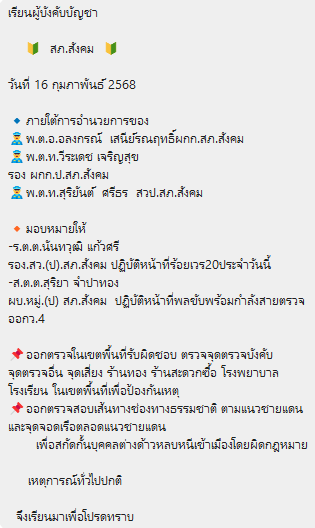 เรียนผู้บังคับบัญชา
🔰 สภ.สังคม 🔰
วันที่ 16 กุมภาพันธ์ 2568
🔹ภายใต้การอำนวยการของ
👮พ.ต.อ.อลงกรณ์ เสนีย์รณฤทธิ์ผกก.สภ.สังคม
👮พ.ต.ท.วีระเดช เจริญสุข
รอง ผกก.ป.สภ.สังคม
👮พ.ต.ท.สุริยันต์ ศรีธร สวป.สภ.สังคม
🔸มอบหมายให้
-ร.ต.ต.นันทวุฒิ แก้วศรี
รอง.สว.(ป).สภ.สังคม ปฏิบัติหน้าที่ร้อยเวร20ประจำวันนี้
-ส.ต.ต.สุริยา จำปาทอง
ผบ.หมู่.(ป) สภ.สังคม ปฏิบัติหน้าที่พลขับพร้อมกำลังสายตรวจ
ออกว.4
📌ออกตรวจในเขตพื้นที่รับผิดชอบ ตรวจจุดตรวจบังคับ
จุดตรวจอื่น จุดเสี่ยง ร้านทอง ร้านสะดวกซื้อ โรงพยาบาล
โรงเรียน ในเขตพื้นที่เพื่อป้องกันเหตุ
📌ออกตรวจสอบเส้นทางช่องทางธรรมชาติ ตามแนวชายแดน
และจุดจอดเรือตลอดแนวชายแดน
เพื่อสกัดกั้นบุคคลต่างด้าวหลบหนีเข้าเมืองโดยผิดกฎหมาย
เหตุการณ์ทั่วไปปกติ
จึงเรียนมาเพื่อโปรดทราบ